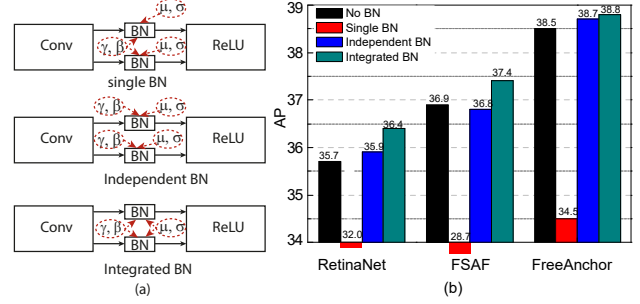 μ, σ
Conv
BN
ReLU
γ, β
BN
μ, σ
single BN
γ, β
Conv
BN
ReLU
γ, β
BN
μ, σ
Independent BN
BN
Conv
γ, β
μ, σ
ReLU
BN
Integrated BN
(a)
AP
39
38
37
36
35
34
No BN
Single BN
Independent BN
Integrated BN
35.7
32.0
35.9
36.4
36.9
28.7
36.8
37.4
38.5
34.5
38.7
38.8
RetinaNet
FSAF
FreeAnchor
(b)